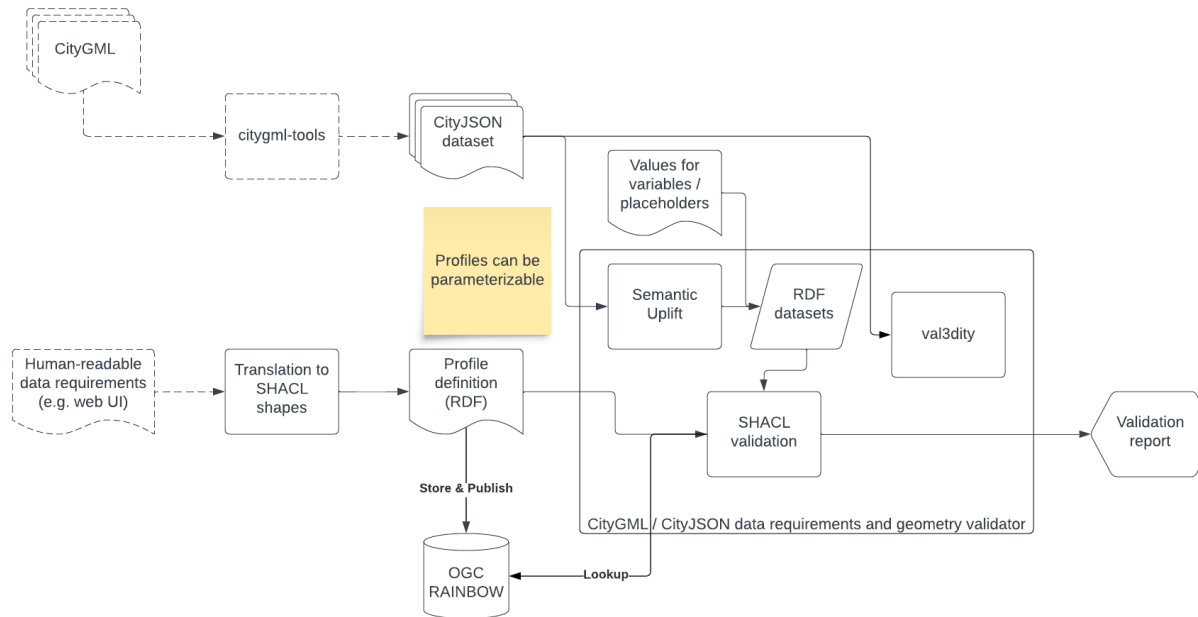 CityGML
citygml-tools
CityJSON
dataset
Values for
variables /
placeholders
Profiles can be
parameterizable
Semantic
Uplift
RDF
datasets
val3dity
Human-readable
data requirements
(e.g. web UI)
Translation to
SHACL
shapes
Profile
definition
(RDF)
SHACL
validation
Validation
report
Store & Publish
CityGML / CityJSON data requirements and geometry validator
OGC
RAINBOW
Lookup